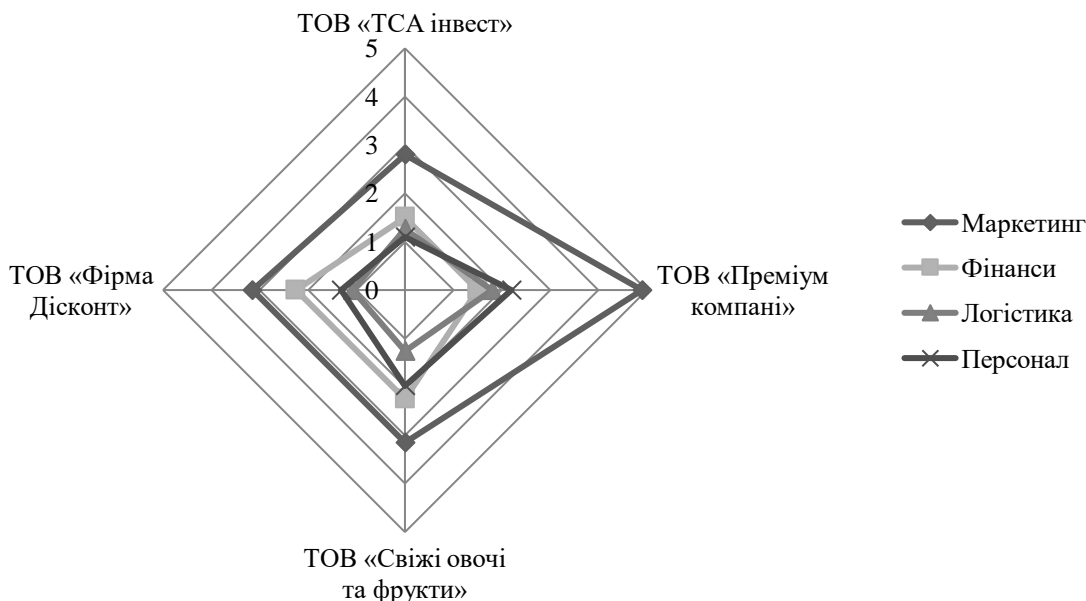 ТОВ «ТСА інвест»
5
4
3
2
1
0
ТОВ «Фірма
Дісконт»
ТОВ «Преміум
компані»
ТОВ «Свіжі овочі
та фрукти»
Маркетинг
Фінанси
Логістика
Персонал